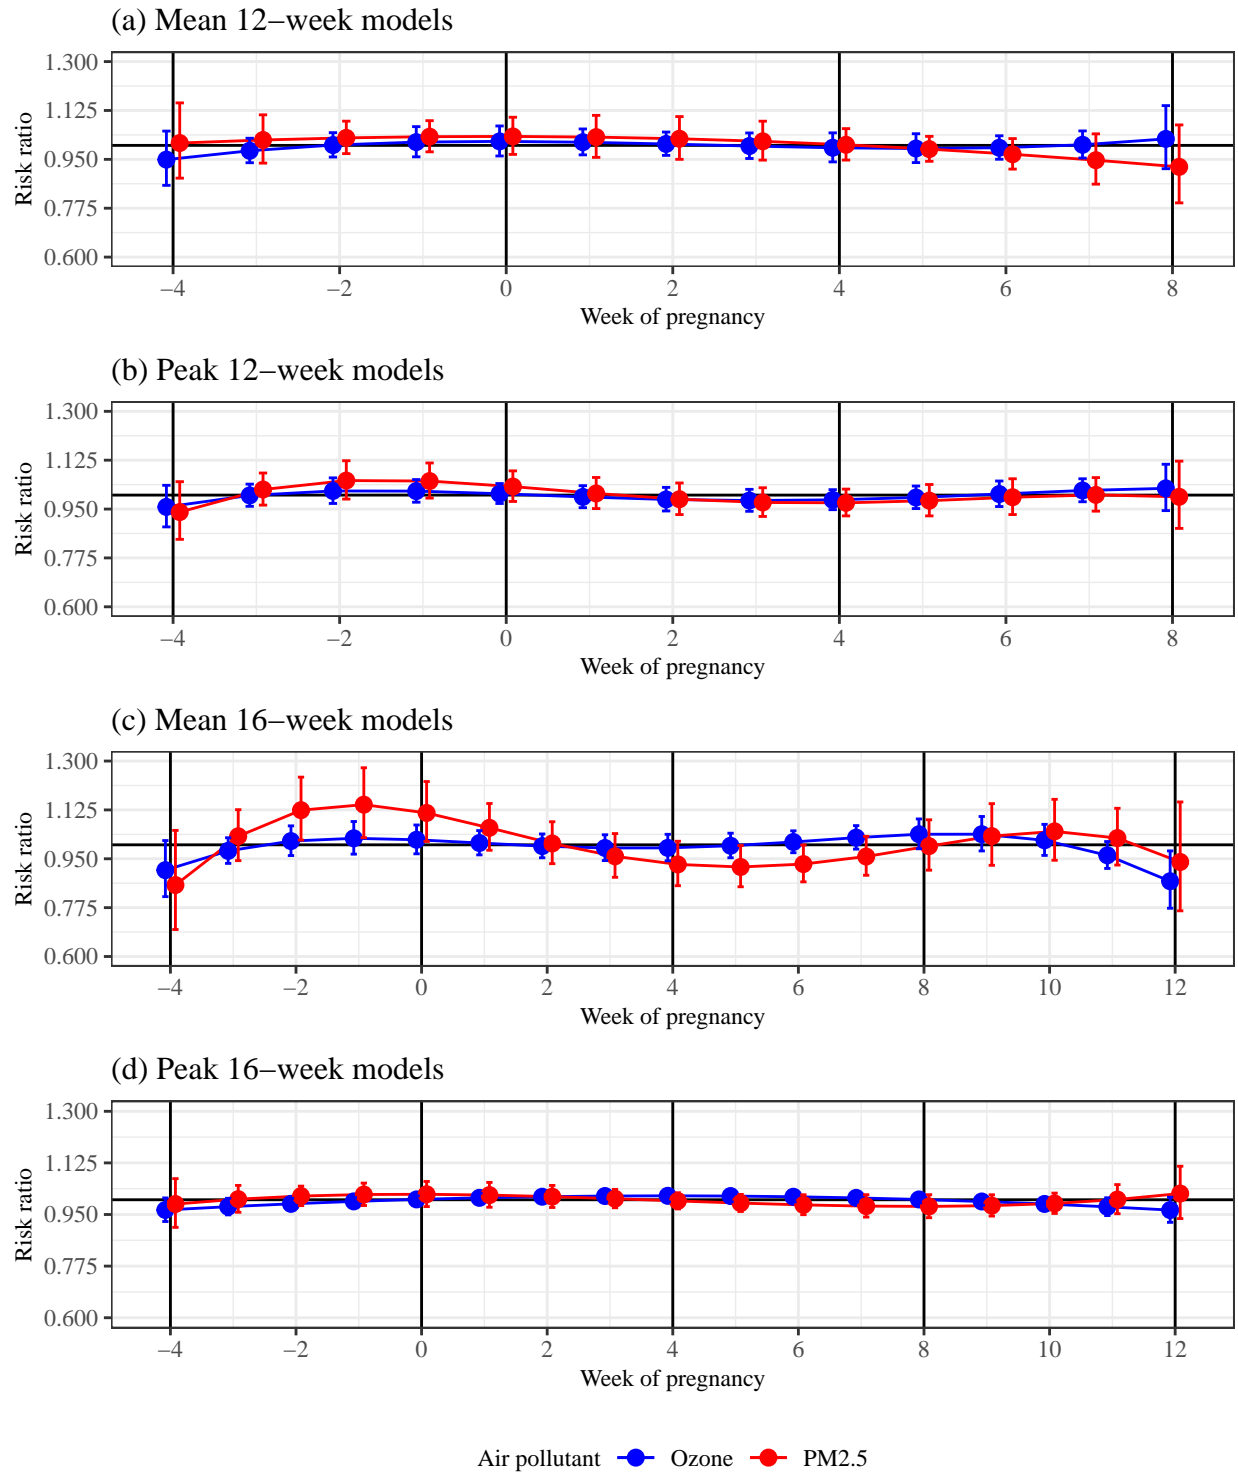 (a) Mean 12−week models
1.300
1.125
0.950
0.775
0.600
Risk ratio
−4 −2 0 2 4 6 8
Week of pregnancy
(b) Peak 12−week models
1.300
1.125
0.950
0.775
0.600
Risk ratio
−4 −2 0 2 4 6 8
Week of pregnancy
(c) Mean 16−week models
1.300
1.125
0.950
0.775
0.600
Risk ratio
−4 −2 0 2 4 6 8 10 12
Week of pregnancy
(d) Peak 16−week models
1.300
1.125
0.950
0.775
0.600
Risk ratio
−4 −2 0 2 4 6 8 10 12
Week of pregnancy
Air pollutant Ozone PM2.5